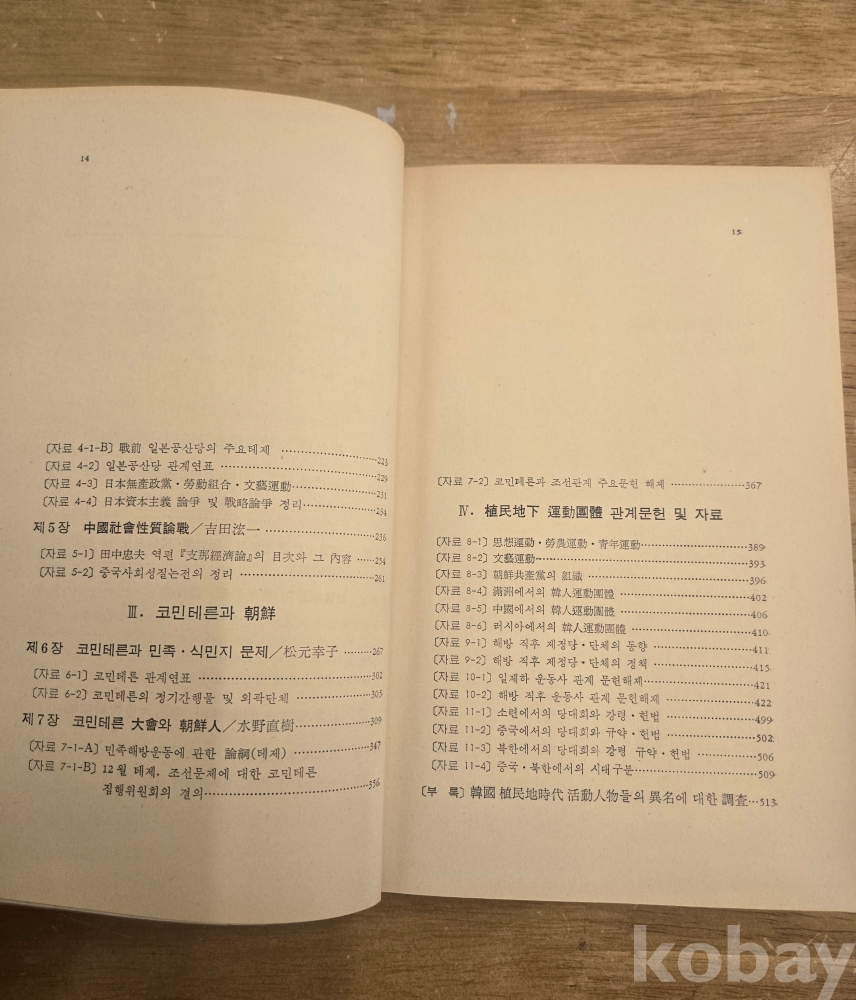 14
[자료 4-1-B] 戰前 일본공산당의 주요테제 ……………………223
[자료 4-2] 일본공산당 관계연표 ……………………229
[자료 4-3] 日本無產政黨·勞動組合·文藝運動……………231
[자료 4-4] 日本資本主義 論爭 및 戰略論爭 정리……………234
제 5 장 中國社會性質論戰/吉田浤一 ……………………236
[자료 5-1] 田中忠夫 역편 『支那經濟論』의 目次와 그 內容 ………254
[자료 5-2] 중국사회성질논전의 정리 ……………………261
Ⅲ. 코민테른과 朝鮮
제 6 장 코민테른과 민족·식민지 문제/松元幸子 …………267
[자료 6-1] 코민테른 관계연표 ……………………302
[자료 6-2] 코민테른의 정기간행물 및 외곽단체 ……………305
제 7 장 코민테른 大會와 朝鮮人/水野直樹……………309
[자료 7-1-A] 민족해방운동에 관한 論綱(테제) ……………347
[자료 7-1-B] 12월 테제. 조선문제에 대한 코민테른
집행위원회의 결의……………………356
15
[자료 7-2] 코민테른과 조선관계 주요문헌 해제 ……………367
Ⅳ. 植民地下 運動團體 관계문헌 및 자료
[자료 8-1] 思想運動·勞農運動·青年運動……………389
[자료 8-2] 文藝運動……………………393
[자료 8-3] 朝鮮共產黨의 組織 ……………………396
[자료 8-4] 滿洲에서의 韓人運動團體 ……………402
[자료 8-5] 中國에서의 韓人運動團體 ……………406
[자료 8-6] 러시아에서의 韓人運動團體 ……………410
[자료 9-1] 해방 직후 제정당·단체의 동향 ……………411
[자료 9-2] 해방 직후 제정당·단체의 정책 ……………415
[자료 10-1] 일제하 운동사 관계 문헌해제……………421
[자료 10-2] 해방 직후 운동사 관계 문헌해제 ……………422
[자료 11-1] 소련에서의 당대회와 강령·헌법 ……………499
[자료 11-2] 중국에서의 당대회와 규약·헌법 ……………502
[자료 11-3] 북한에서의 당대회와 강령 규약·헌법 …………506
[자료 11-4] 중국·북한에서의 시대구분……………509
[부 록] 韓國 植民地時代 活動人物들의 異名에 대한 調査…513
kobay